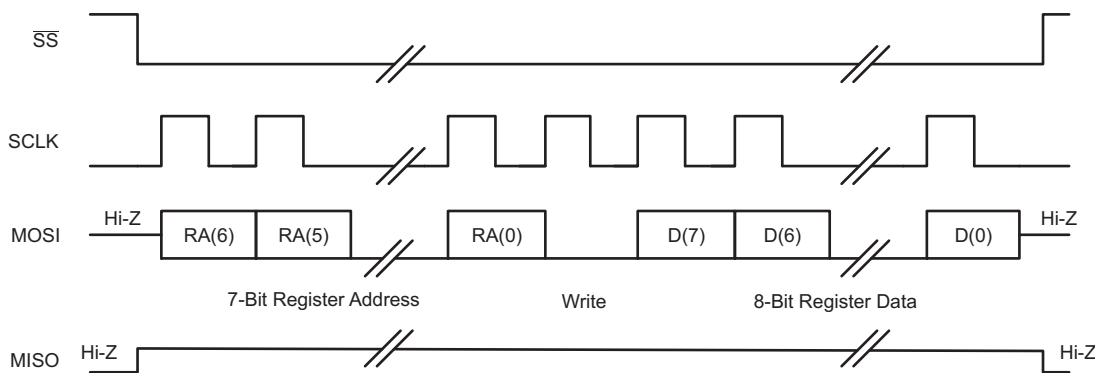 SS
SCLK
Hi-Z Hi-Z
MOSI RA(6) RA(5) RA(0) D(7) D(6) D(0)
7-Bit Register Address Write 8-Bit Register Data
MISO Hi-Z Hi-Z